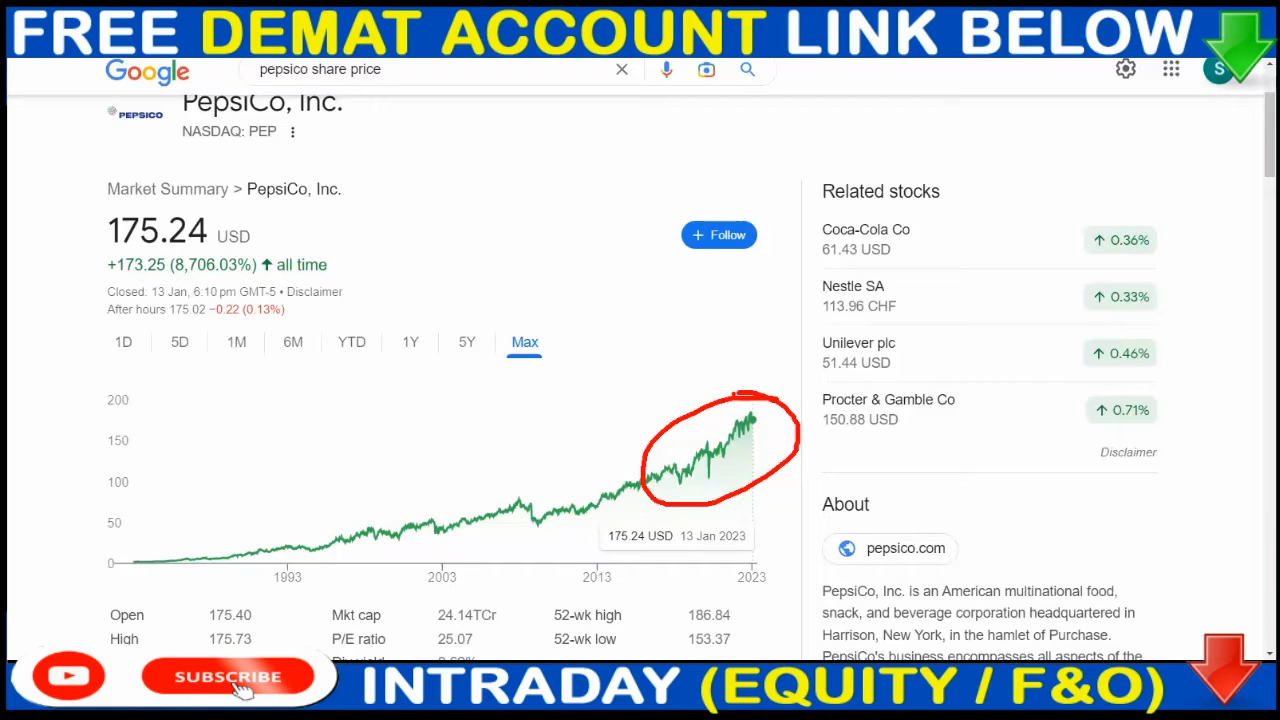 FREE DEMAT ACCOUNT LINK BELOW
Google
pepsico share price
S
PepsiCo, Inc.
PEPSICO
NASDAQ: PEP
Market Summary > PepsiCo, Inc.
175.24 USD
+ Follow
+173.25 (8,706.03%) ↑ all time
Closed: 13 Jan, 6:10 pm GMT-5 • Disclaimer
After hours 175.02 −0.22 (0.13%)
1D 5D 1M 6M YTD 1Y 5Y Max
200
150
100
50
0
175.24 USD 13 Jan 2023
1993 2003 2013 2023
Open 175.40 Mkt cap 24.14TCr 52-wk high 186.84
High 175.73 P/E ratio 25.07 52-wk low 153.37
Related stocks
Coca-Cola Co
61.43 USD
↑ 0.36%
Nestle SA
113.96 CHF
↑ 0.33%
Unilever plc
51.44 USD
↑ 0.46%
Procter & Gamble Co
150.88 USD
↑ 0.71%
Disclaimer
About
pepsico.com
PepsiCo, Inc. is an American multinational food,
snack, and beverage corporation headquartered in
Harrison, New York, in the hamlet of Purchase.
PepsiCo's business encompasses all aspects of the
SUBSCRIBE
INTRADAY (EQUITY / F&O)